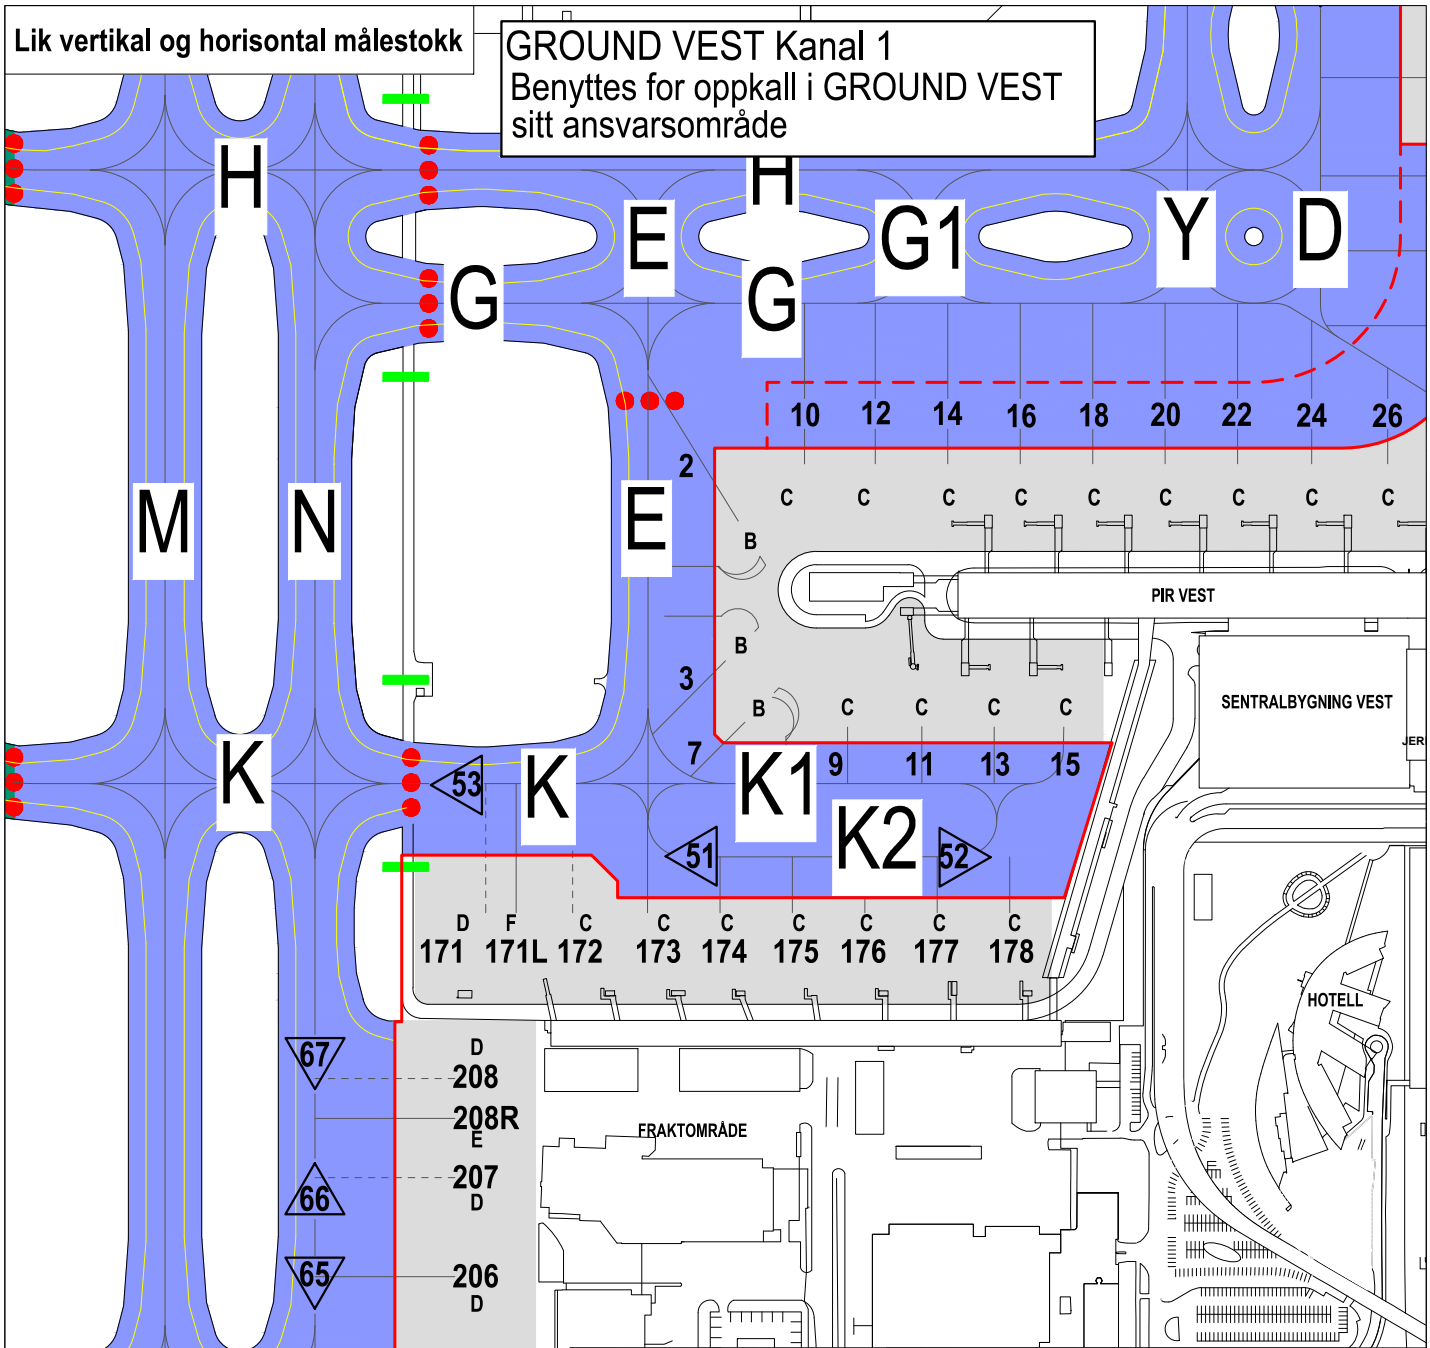 Lik vertikal og horisontal målestokk
GROUND VEST Kanal 1
Benyttes for oppkall i GROUND VEST
sitt ansvarsområde
H
H
E
G1
Y
D
G
G
10 12 14 16 18 20 22 24 26
2
C C C C C C C C C
M
N
E
B
PIR VEST
B
3
SENTRALBYGNING VEST
B
C C C C
7
K1
9 11 13 15
K
53
K
K2
51
52
D F C C C C C C C
171 171L 172 173 174 175 176 177 178
HOTELL
67
D
208
208R
E
FRAKTOMRÅDE
207
D
66
65
206
D